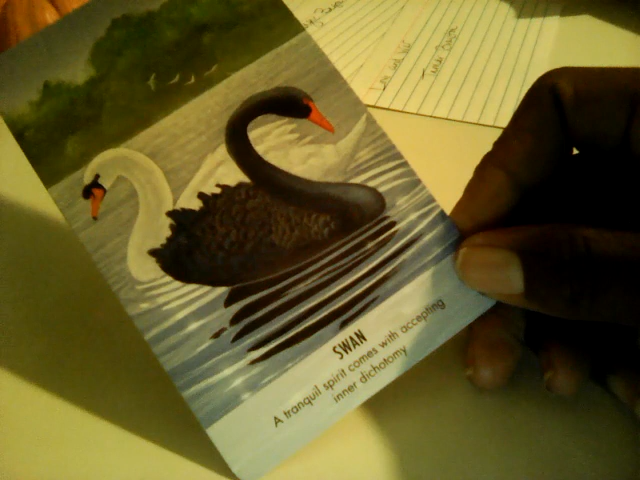 SWAN
A tranquil spirit comes with accepting
inner dichotomy